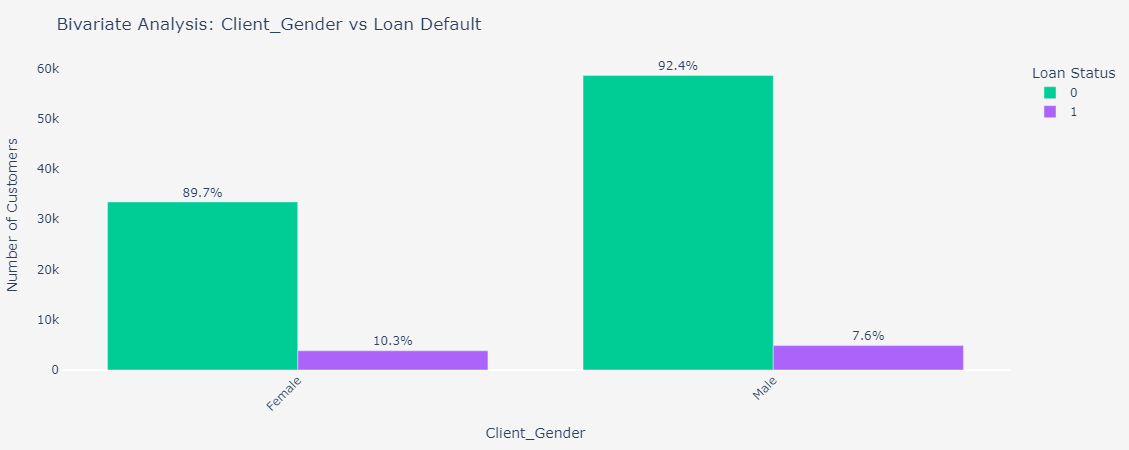 Bivariate Analysis: Client_Gender vs Loan Default
60k
50k
40k
30k
20k
10k
0
Number of Customers
89.7%
10.3%
92.4%
7.6%
Female
Male
Client_Gender
Loan Status
0
1